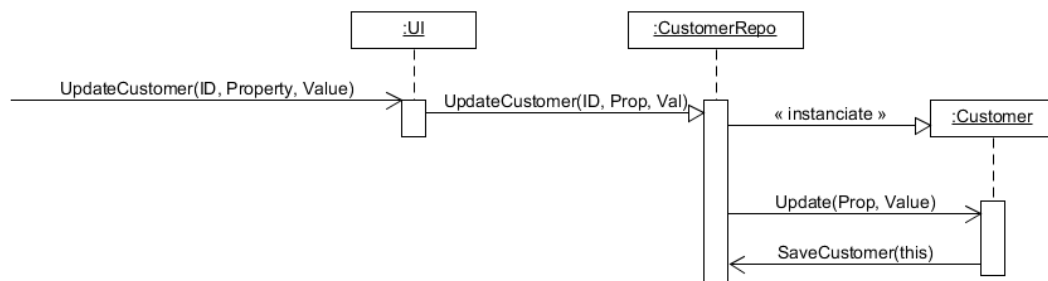 :UI
:CustomerRepo
UpdateCustomer(ID, Property, Value)
UpdateCustomer(ID, Prop, Val)
« instanciate »
:Customer
Update(Prop, Value)
SaveCustomer(this)